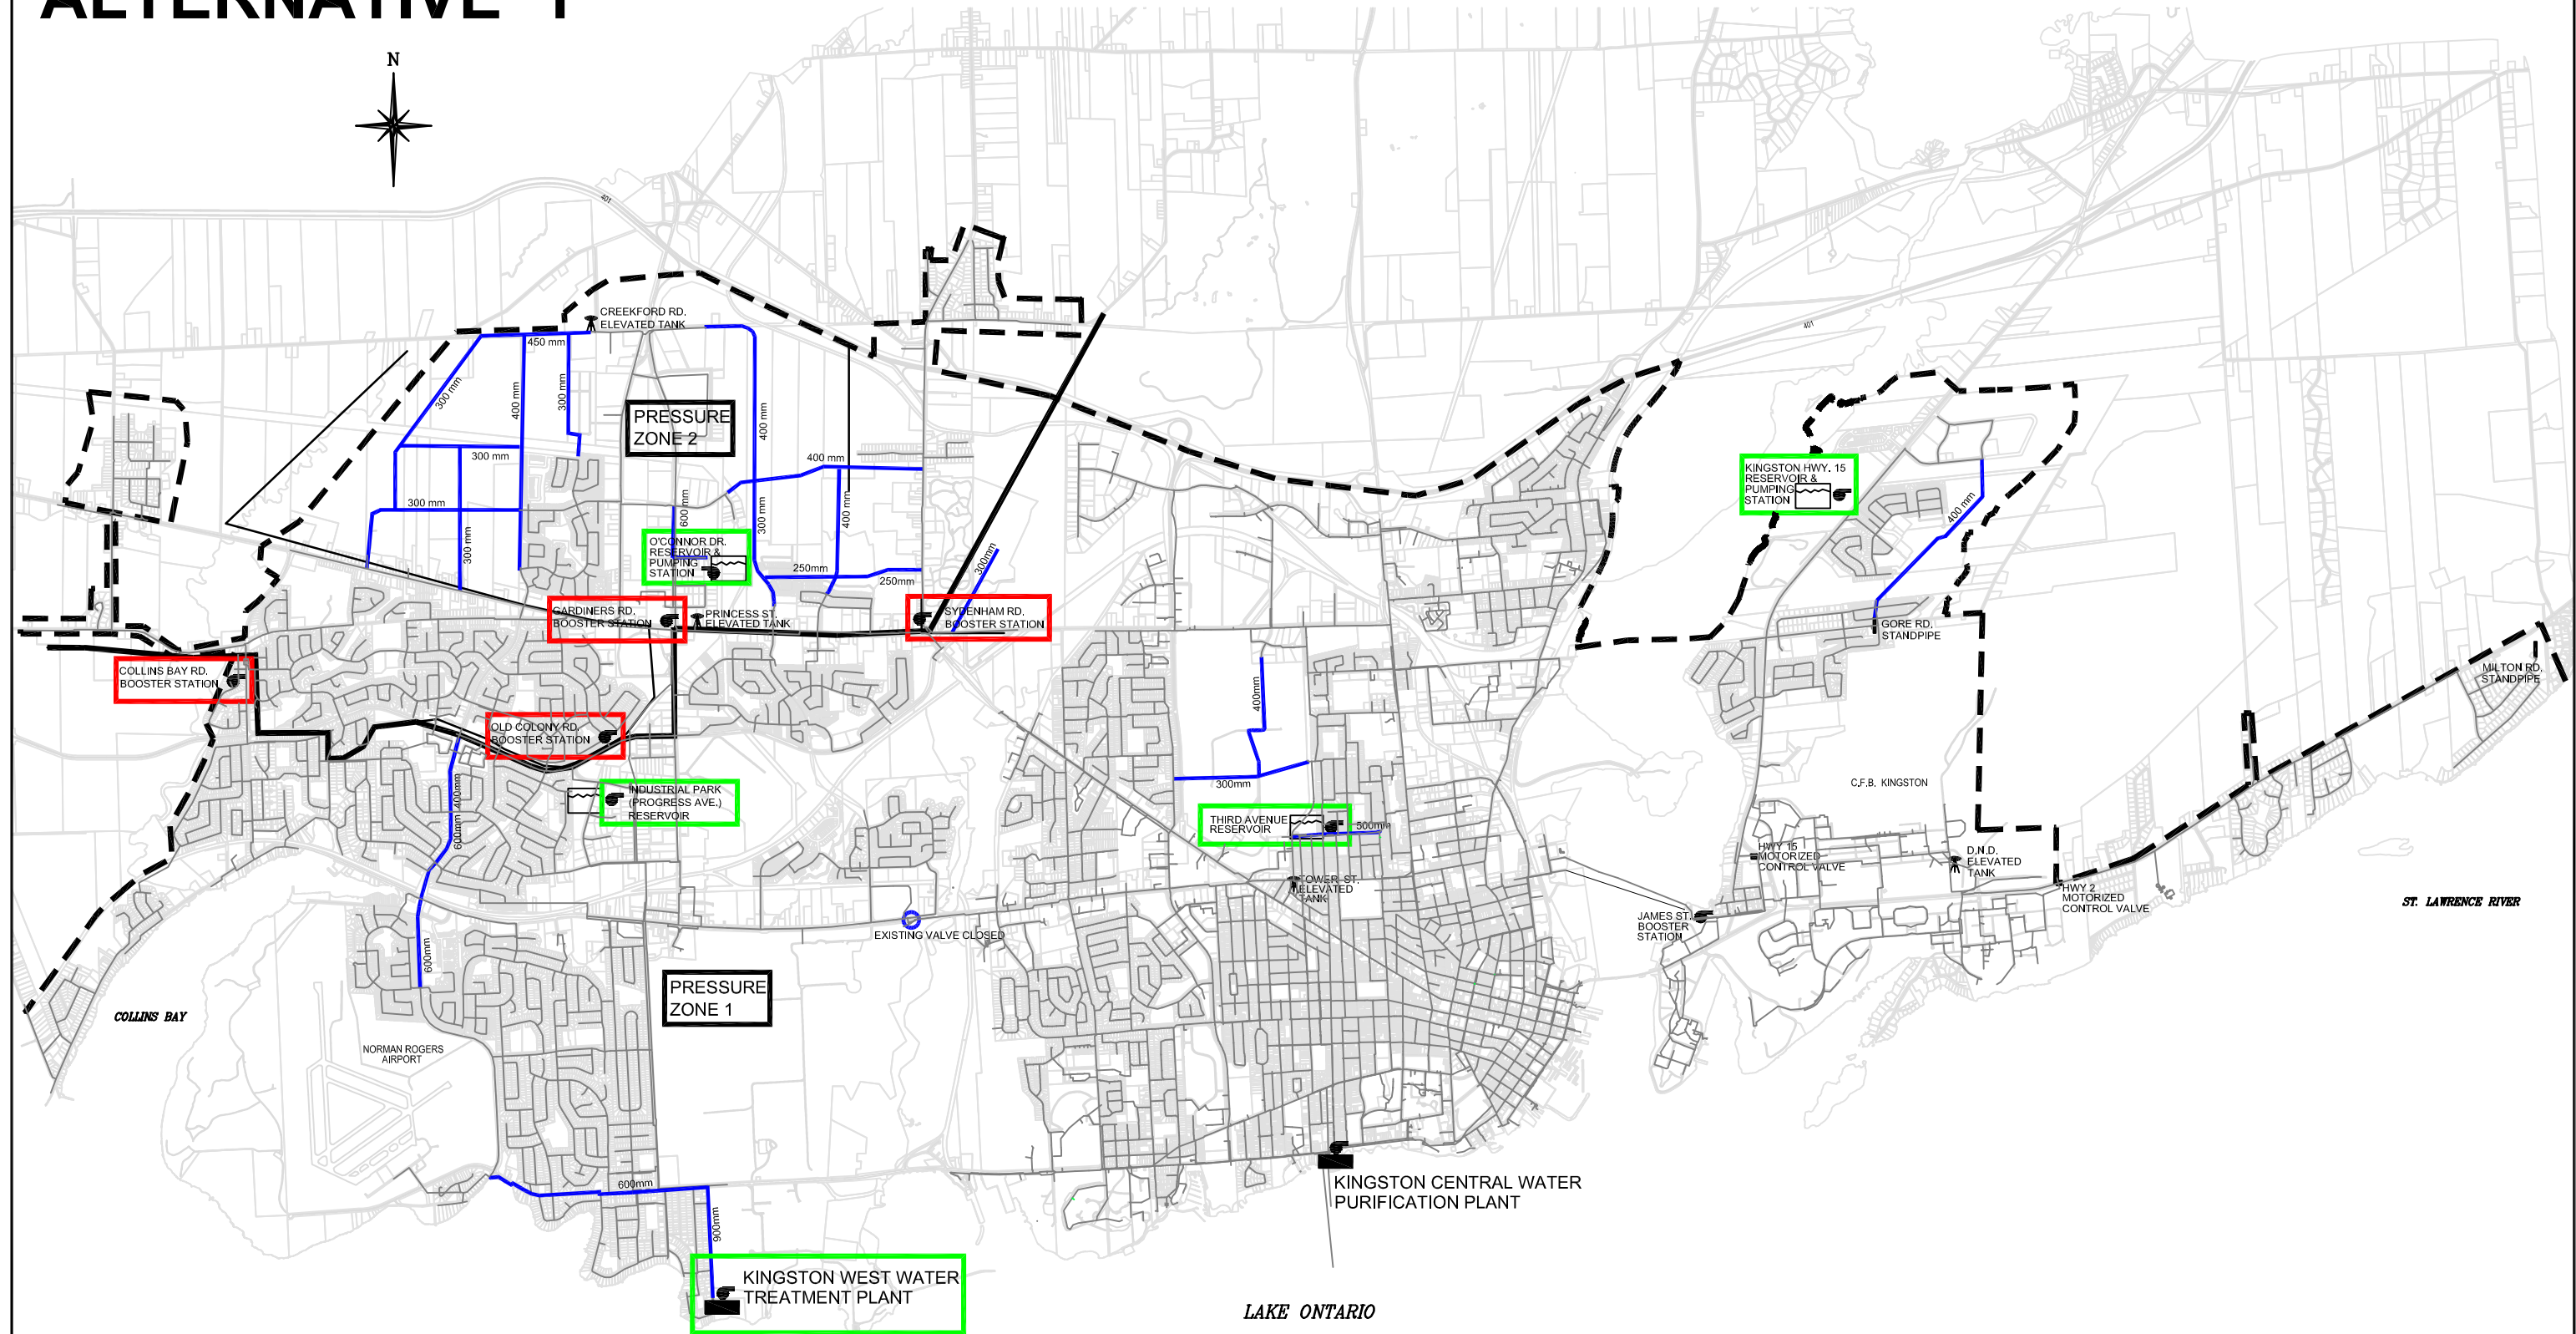 ALTERNATIVE 1
N
401
401
CREEKFORD RD.
ELEVATED TANK
450 mm
300 mm
400 mm
300 mm
PRESSURE
ZONE 2
400 mm
300 mm
400 mm
300 mm
300 mm
600 mm
300 mm
400 mm
KINGSTON HWY. 15
RESERVOIR &
PUMPING
STATION
400 mm
O'CONNOR DR.
RESERVOIR &
PUMPING
STATION
250mm
250mm
300mm
GARDINERS RD.
BOOSTER STATION
PRINCESS ST.
ELEVATED TANK
SYDENHAM RD.
BOOSTER STATION
GORE RD.
STANDPIPE
COLLINS BAY RD.
BOOSTER STATION
MILTON RD.
STANDPIPE
400mm
OLD COLONY RD.
BOOSTER STATION
400mm
600mm
INDUSTRIAL PARK
(PROGRESS AVE.)
RESERVOIR
300mm
C.F.B. KINGSTON
THIRD AVENUE
RESERVOIR
500mm
HWY 15
MOTORIZED
CONTROL VALVE
D.N.D.
ELEVATED
TANK
TOWER ST.
ELEVATED
TANK
HWY 2
MOTORIZED
CONTROL VALVE
ST. LAWRENCE RIVER
JAMES ST.
BOOSTER
STATION
EXISTING VALVE CLOSED
600mm
PRESSURE
ZONE 1
COLLINS BAY
NORMAN ROGERS
AIRPORT
600mm
900mm
KINGSTON CENTRAL WATER
PURIFICATION PLANT
KINGSTON WEST WATER
TREATMENT PLANT
LAKE ONTARIO